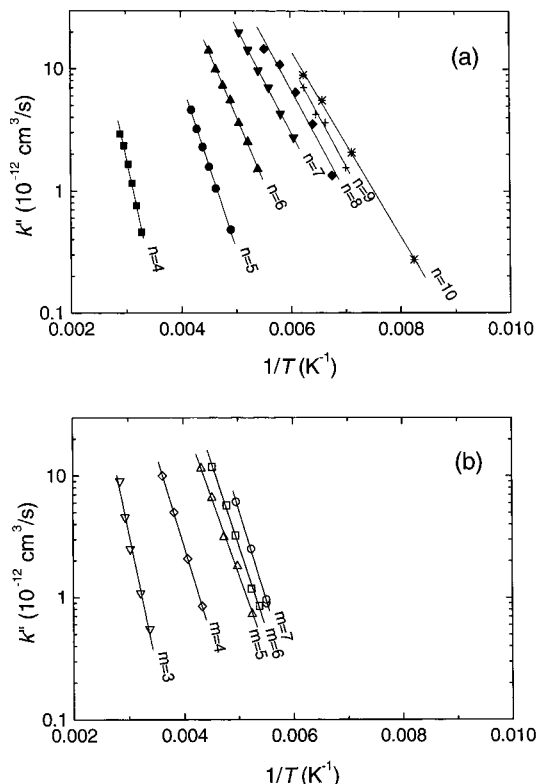 (a)
10
1
0.1
k" (10⁻¹² cm³/s)
n=4
n=5
n=6
n=7
n=8
n=9
n=10
0.002 0.004 0.006 0.008 0.010
1/T (K⁻¹)
(b)
10
1
0.1
k" (10⁻¹² cm³/s)
m=3
m=4
m=5
m=6
m=7
0.002 0.004 0.006 0.008 0.010
1/T (K⁻¹)